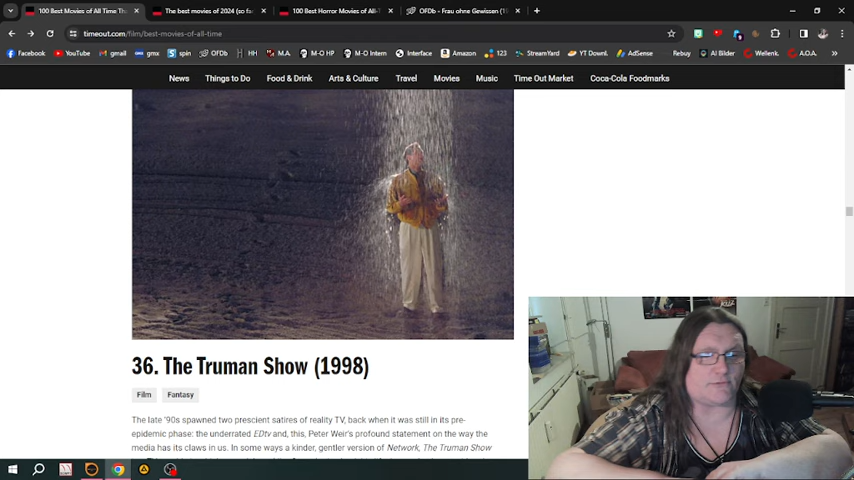 100 Best Movies of All Time Th
The best movies of 2024 (so fa
100 Best Horror Movies of All-T
OFDb - Frau ohne Gewissen (19
timeout.com/film/best-movies-of-all-time
Facebook YouTube gmail gmx spin OFDb HH M.A. M-O HP M-O Intern Interface Amazon 123 StreamYard YT Downl. AdSense Rebuy AI Bilder Wellenk. A.O.A.
News Things to Do Food & Drink Arts & Culture Travel Movies Music Time Out Market Coca-Cola Foodmarks
36. The Truman Show (1998)
Film Fantasy
The late '90s spawned two prescient satires of reality TV, back when it was still in its pre-
epidemic phase: the underrated EDtv and, this, Peter Weir's profound statement on the way the
media has its claws in us. In some ways a kinder, gentler version of Network, The Truman Show